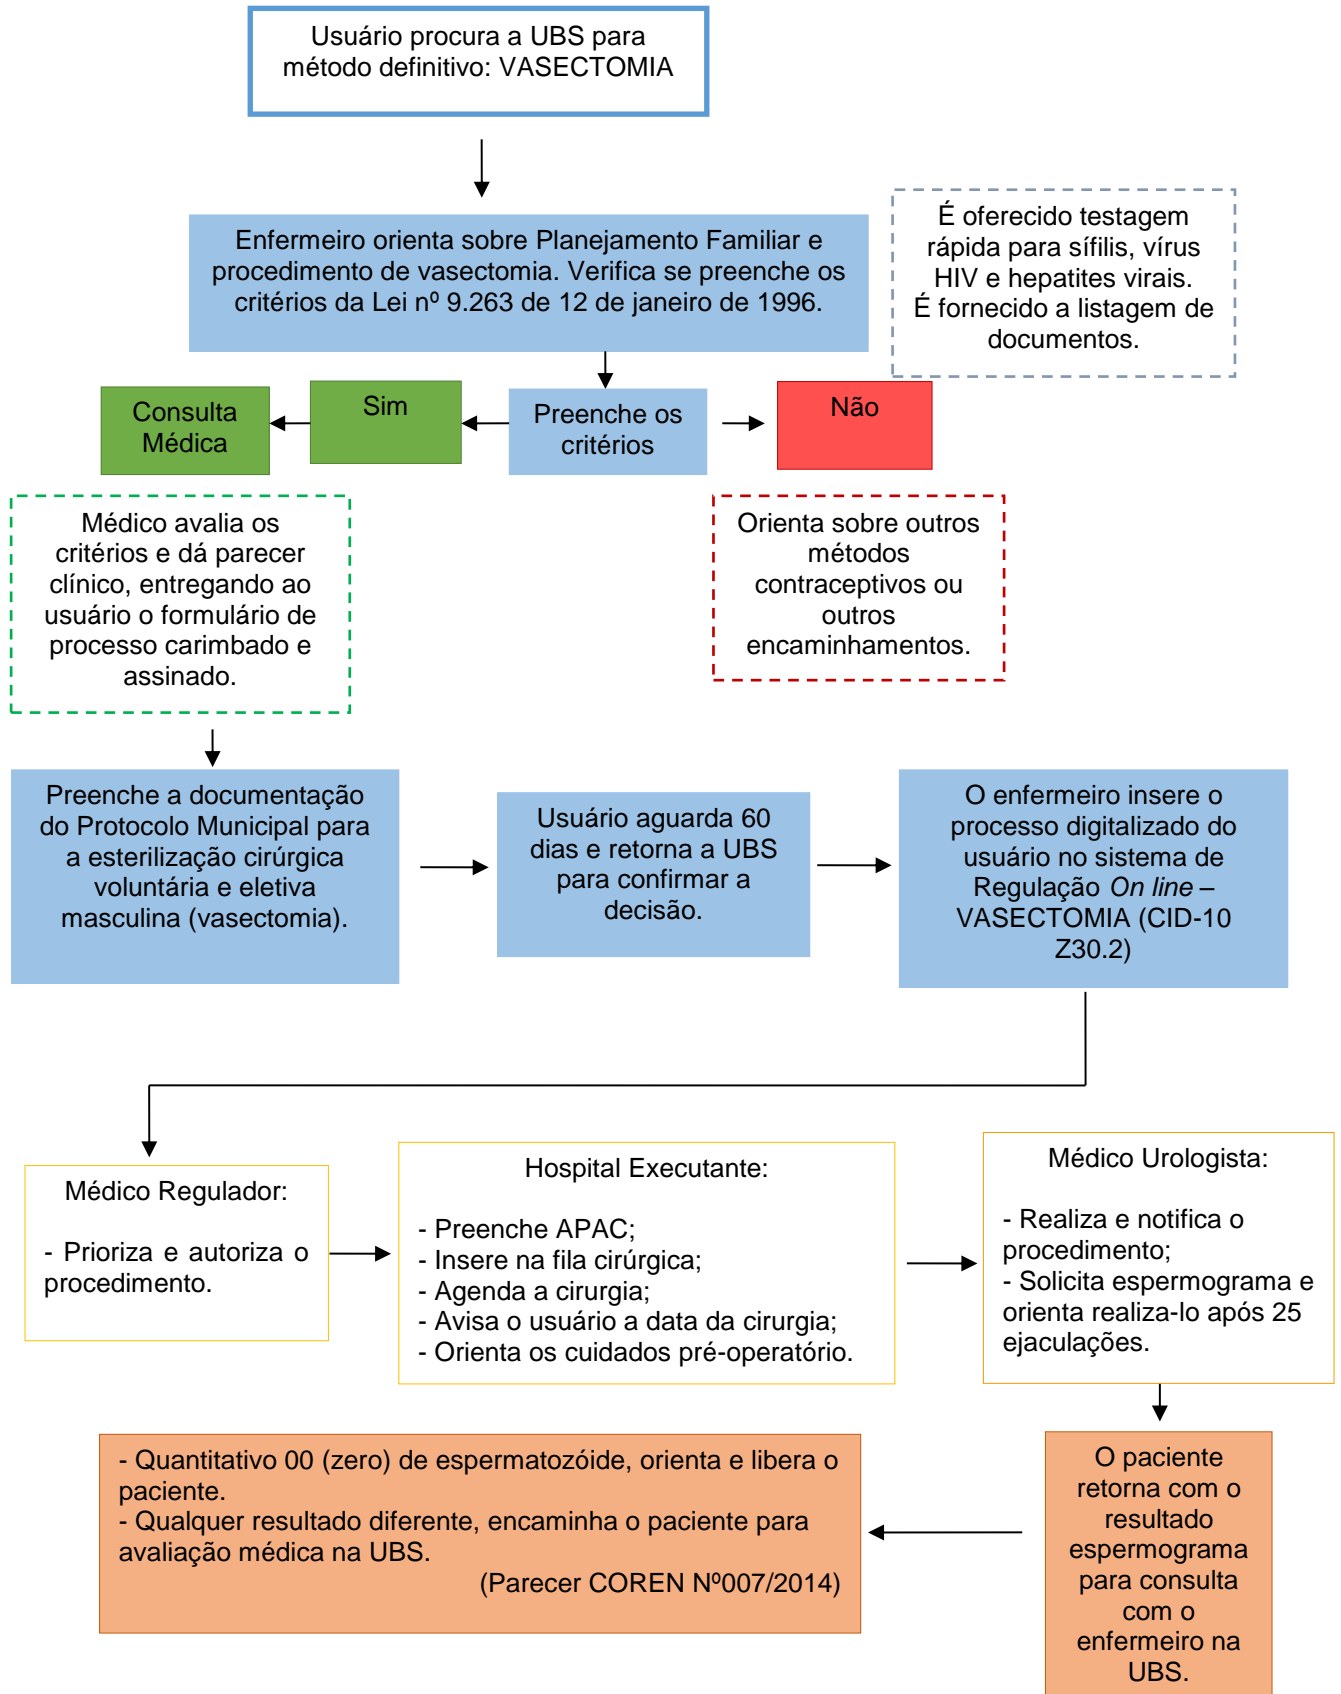 Usuário procura a UBS para
método definitivo: VASECTOMIA
Enfermeiro orienta sobre Planejamento Familiar e
procedimento de vasectomia. Verifica se preenche os
critérios da Lei nº 9.263 de 12 de janeiro de 1996.
É oferecido testagem
rápida para sífilis, vírus
HIV e hepatites virais.
É fornecido a listagem de
documentos.
Consulta
Médica
Sim
Preenche os
critérios
Não
Médico avalia os
critérios e dá parecer
clínico, entregando ao
usuário o formulário de
processo carimbado e
assinado.
Orienta sobre outros
métodos
contraceptivos ou
outros
encaminhamentos.
Preenche a documentação
do Protocolo Municipal para
a esterilização cirúrgica
voluntária e eletiva
masculina (vasectomia).
Usuário aguarda 60
dias e retorna a UBS
para confirmar a
decisão.
O enfermeiro insere o
processo digitalizado do
usuário no sistema de
Regulação On line –
VASECTOMIA (CID-10
Z30.2)
Médico Regulador:
- Prioriza e autoriza o
procedimento.
Hospital Executante:
- Preenche APAC;
- Insere na fila cirúrgica;
- Agenda a cirurgia;
- Avisa o usuário a data da cirurgia;
- Orienta os cuidados pré-operatório.
Médico Urologista:
- Realiza e notifica o
procedimento;
- Solicita espermograma e
orienta realiza-lo após 25
ejaculações.
O paciente
retorna com o
resultado
espermograma
para consulta
com o
enfermeiro na
UBS.
- Quantitativo 00 (zero) de espermatozóide, orienta e libera o
paciente.
- Qualquer resultado diferente, encaminha o paciente para
avaliação médica na UBS.
(Parecer COREN Nº007/2014)